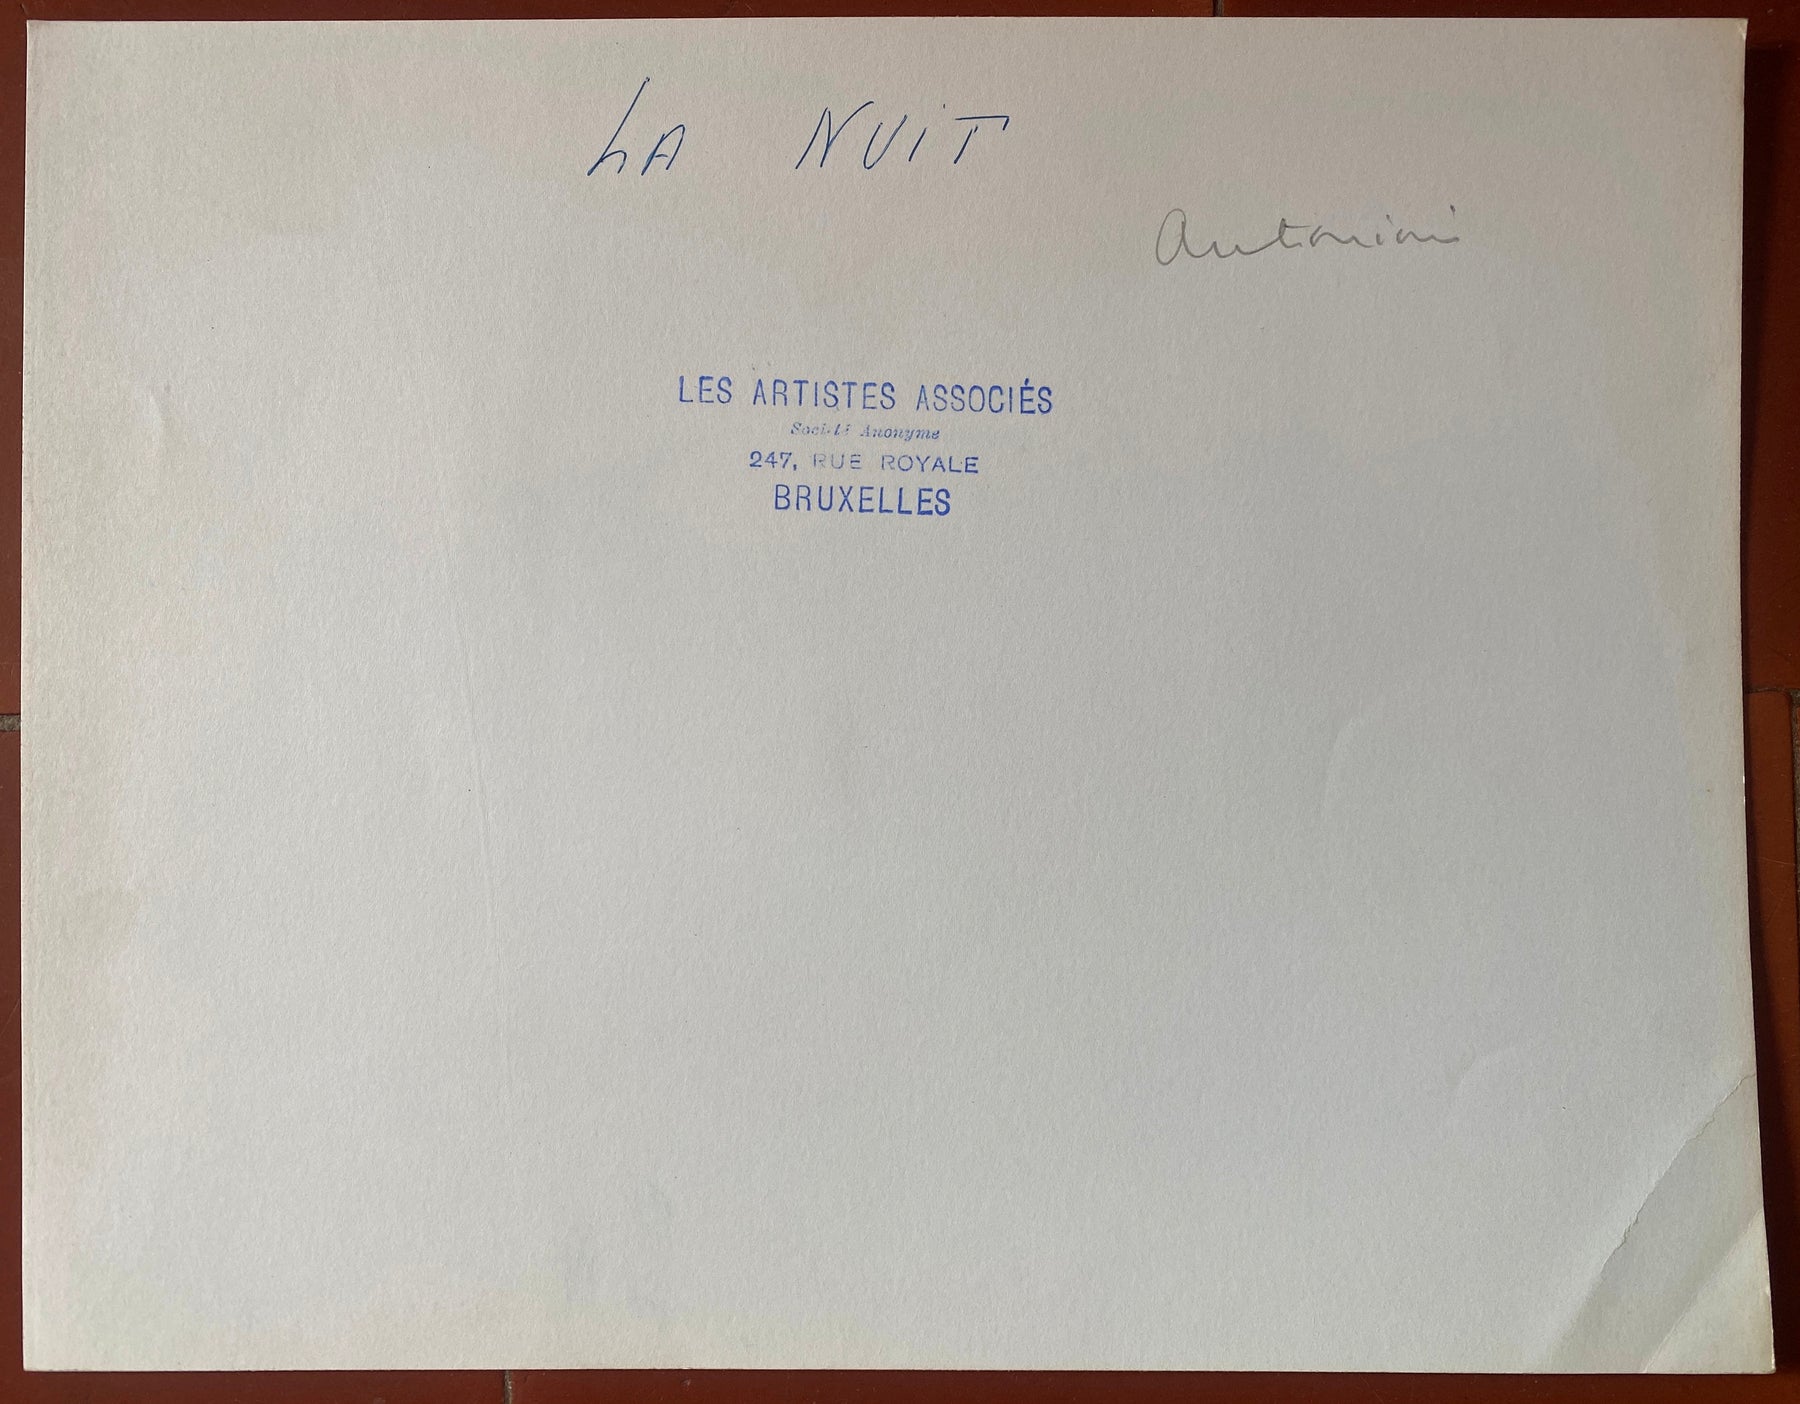 LA NUIT
Antonioni
LES ARTISTES ASSOCIÉS
Société Anonyme
247, RUE ROYALE
BRUXELLES